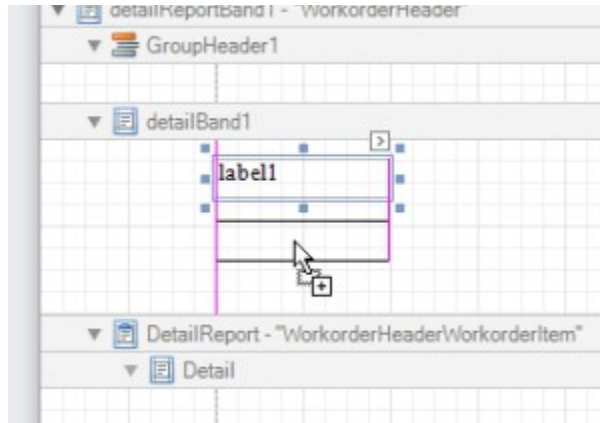 detailReportBand1 - "WorkorderHeader"
GroupHeader1
detailBand1
label1
DetailReport - "WorkorderHeaderWorkorderItem"
Detail